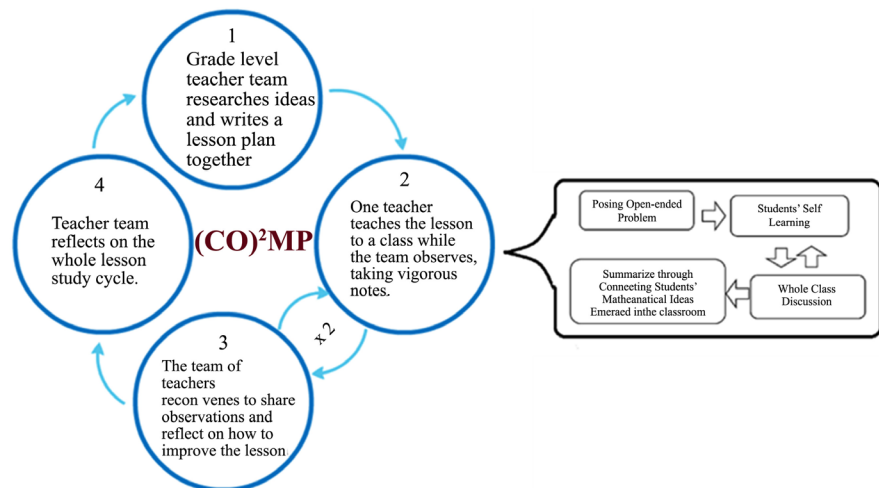 1
Grade level
teacher team
researches ideas
and writes a
lesson plan
together
2
One teacher
teaches the lesson
to a class while
the team observes,
taking vigorous
notes.
x 2
3
The team of
teachers
recon venes to share
observations and
reflect on how to
improve the lesson.
4
Teacher team
reflects on the
whole lesson
study cycle.
(CO)²MP
Posing Open-ended
Problem
Students' Self
Learning
Whole Class
Discussion
Summarize through
Conneeting Students'
Matheanatical Ideas
Emeraed inthe classroom